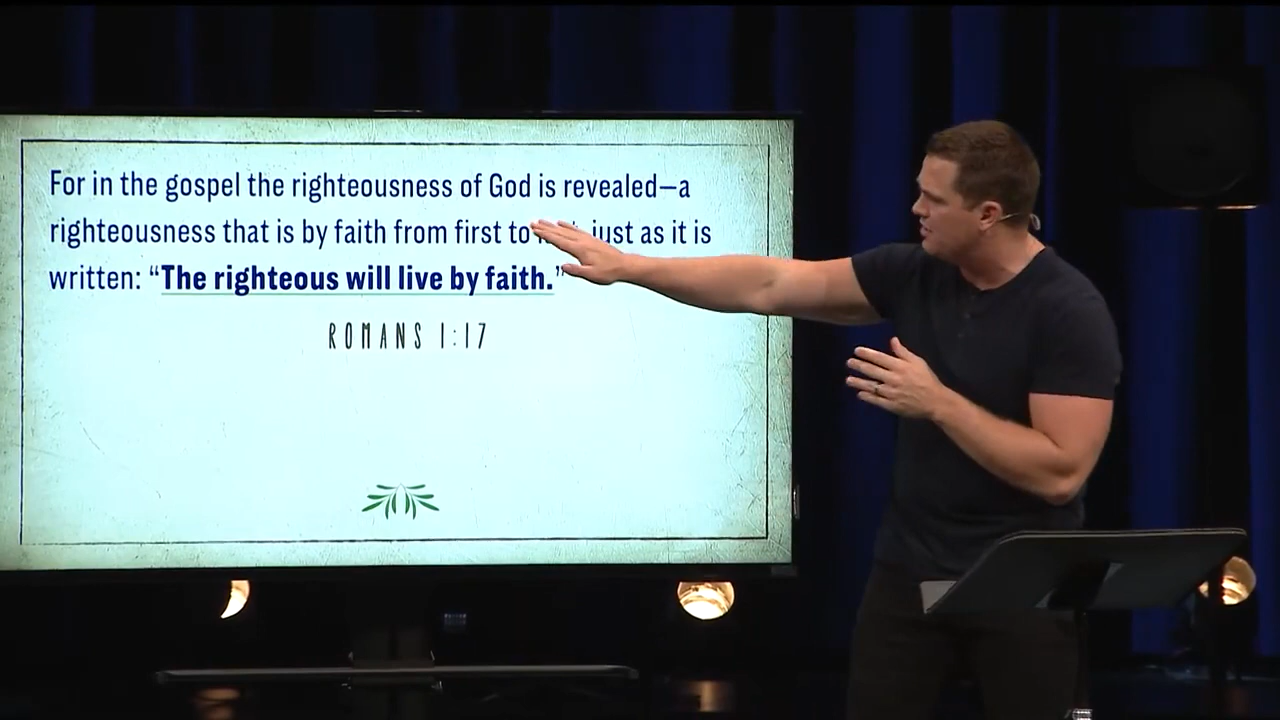 For in the gospel the righteousness of God is revealed—a
righteousness that is by faith from first to just as it is
written: “The righteous will live by faith.”
ROMANS 1:17